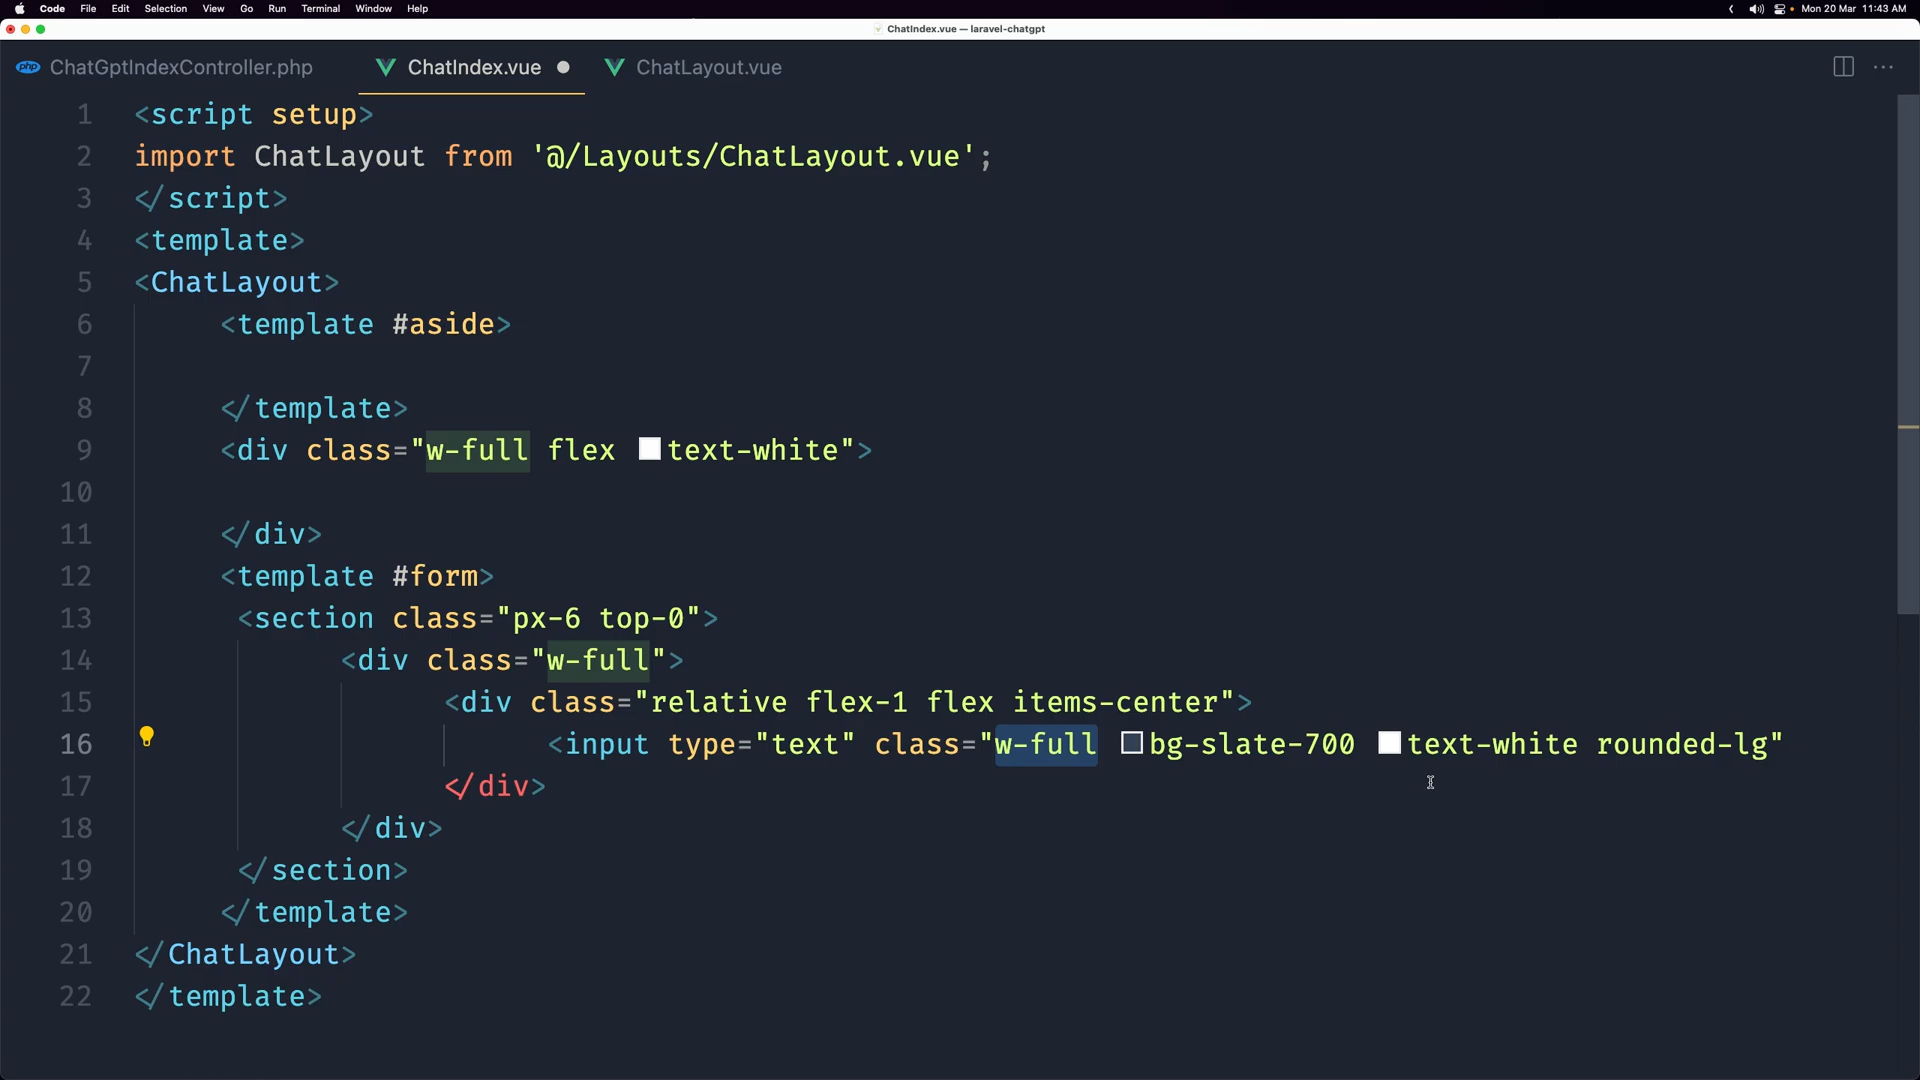 Code File Edit Selection View Go Run Terminal Window Help Mon 20 Mar 11:43 AM
ChatIndex.vue — laravel-chatgpt
php ChatGptIndexController.php ChatIndex.vue ChatLayout.vue
1 <script setup>
2 import ChatLayout from '@/Layouts/ChatLayout.vue';
3 </script>
4 <template>
5 <ChatLayout>
6 <template #aside>
7
8 </template>
9 <div class="w-full flex text-white">
10
11 </div>
12 <template #form>
13 <section class="px-6 top-0">
14 <div class="w-full">
15 <div class="relative flex-1 flex items-center">
16 <input type="text" class="w-full bg-slate-700 text-white rounded-lg"
17 </div>
18 </div>
19 </section>
20 </template>
21 </ChatLayout>
22 </template>